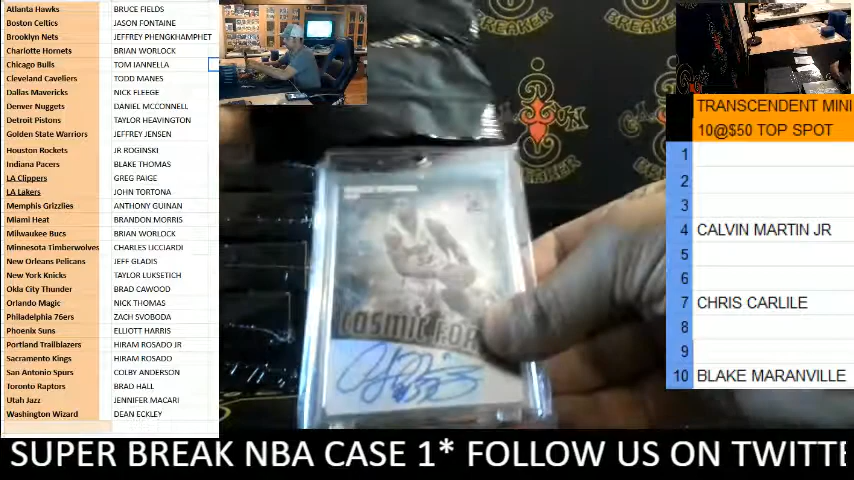 Atlanta Hawks BRUCE FIELDS
Boston Celtics JASON FONTAINE
Brooklyn Nets JEFFREY PHENGKHAMPHET
Charlotte Hornets BRIAN WORLOCK
Chicago Bulls TOM IANNELLA
Cleveland Cavaliers TODD MANES
Dallas Mavericks NICK FLEEGE
Denver Nuggets DANIEL MCCONNELL
Detroit Pistons TAYLOR HEAVINGTON
Golden State Warriors JEFFREY JENSEN
Houston Rockets JR ROGINSKI
Indiana Pacers BLAKE THOMAS
LA Clippers GREG PAIGE
LA Lakers JOHN TORTONA
Memphis Grizzlies ANTHONY GUINAN
Miami Heat BRANDON MORRIS
Milwaukee Bucs BRIAN WORLOCK
Minnesota Timberwolves CHARLES LICCIARDI
New Orleans Pelicans JEFF GLADIS
New York Knicks TAYLOR LUKSETICH
Okla City Thunder BRAD CAWOOD
Orlando Magic NICK THOMAS
Philadelphia 76ers ZACH SVOBODA
Phoenix Suns ELLIOTT HARRIS
Portland Trailblazers HIRAM ROSADO JR
Sacramento Kings HIRAM ROSADO
San Antonio Spurs COLBY ANDERSON
Toronto Raptors BRAD HALL
Utah Jazz JENNIFER MACARI
Washington Wizard DEAN ECKLEY
BREAKER
BREAKER
COSMIC FOR
TRANSCENDENT MINI
10@$50 TOP SPOT
1
2
3
4 CALVIN MARTIN JR
5
6
7 CHRIS CARLILE
8
9
10 BLAKE MARANVILLE
SUPER BREAK NBA CASE 1* FOLLOW US ON TWITTE